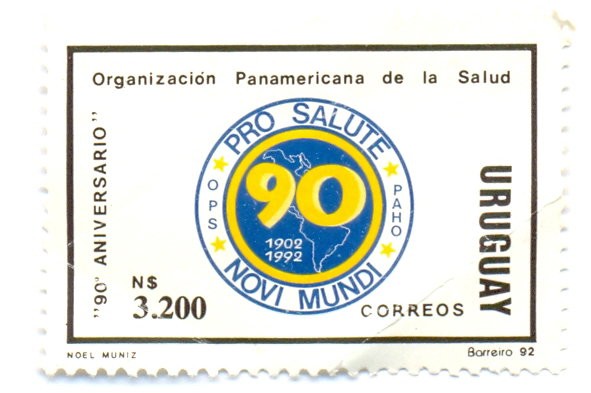 Organización Panamericana de la Salud
"90º ANIVERSARIO"
PRO SALUTE
OPS
90
PAHO
1902
1992
NOVI MUNDI
URUGUAY
N$
3.200
CORREOS
NOEL MUNIZ
Barreiro 92